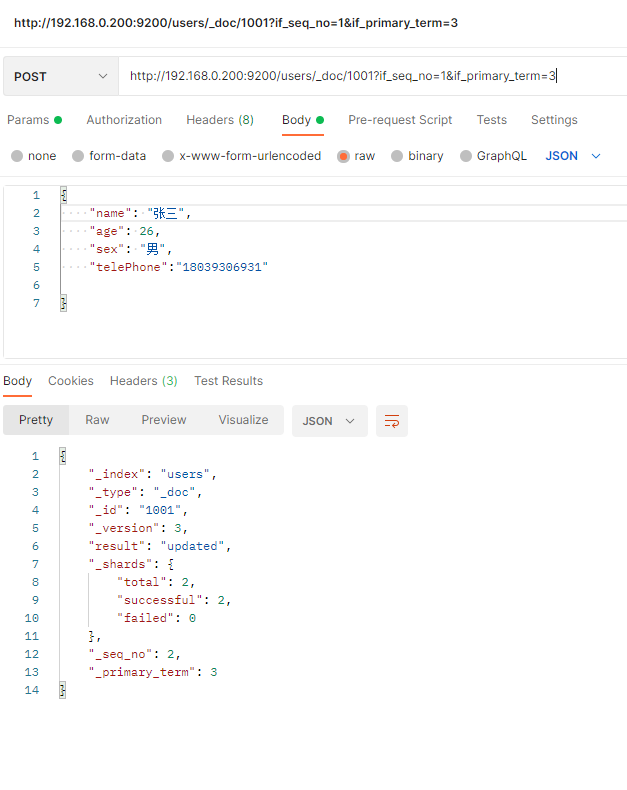 http://192.168.0.200:9200/users/_doc/1001?if_seq_no=1&if_primary_term=3
POST http://192.168.0.200:9200/users/_doc/1001?if_seq_no=1&if_primary_term=3
Params Authorization Headers (8) Body Pre-request Script Tests Settings
none form-data x-www-form-urlencoded raw binary GraphQL JSON
1 {
2 "name": "张三",
3 "age": 26,
4 "sex": "男",
5 "telePhone":"18039306931"
6
7 }
Body Cookies Headers (3) Test Results
Pretty Raw Preview Visualize JSON
1 {
2 "_index": "users",
3 "_type": "_doc",
4 "_id": "1001",
5 "_version": 3,
6 "result": "updated",
7 "_shards": {
8 "total": 2,
9 "successful": 2,
10 "failed": 0
11 },
12 "_seq_no": 2,
13 "_primary_term": 3
14 }